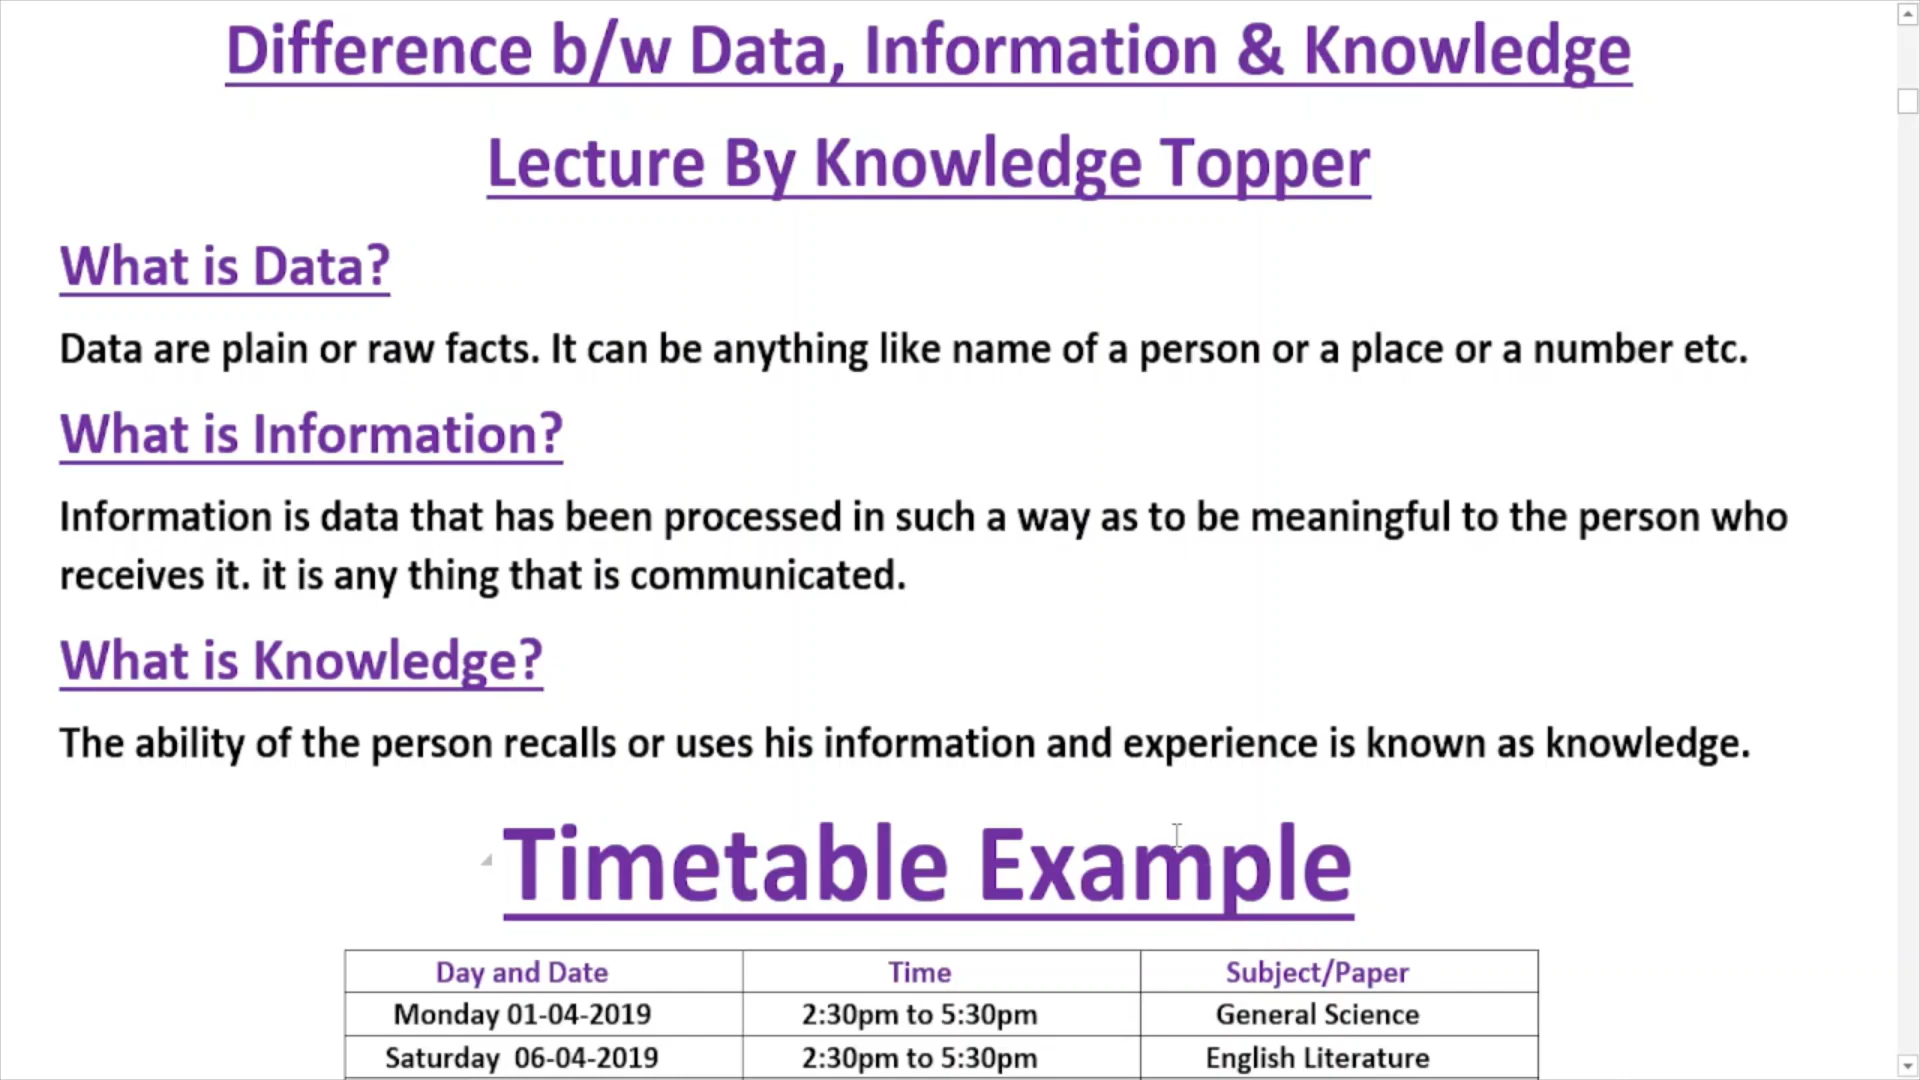 Difference b/w Data, Information & Knowledge
Lecture By Knowledge Topper
What is Data?
Data are plain or raw facts. It can be anything like name of a person or a place or a number etc.
What is Information?
Information is data that has been processed in such a way as to be meaningful to the person who
receives it. it is any thing that is communicated.
What is Knowledge?
The ability of the person recalls or uses his information and experience is known as knowledge.
Timetable Example
Day and Date Time Subject/Paper
Monday 01-04-2019 2:30pm to 5:30pm General Science
Saturday 06-04-2019 2:30pm to 5:30pm English Literature